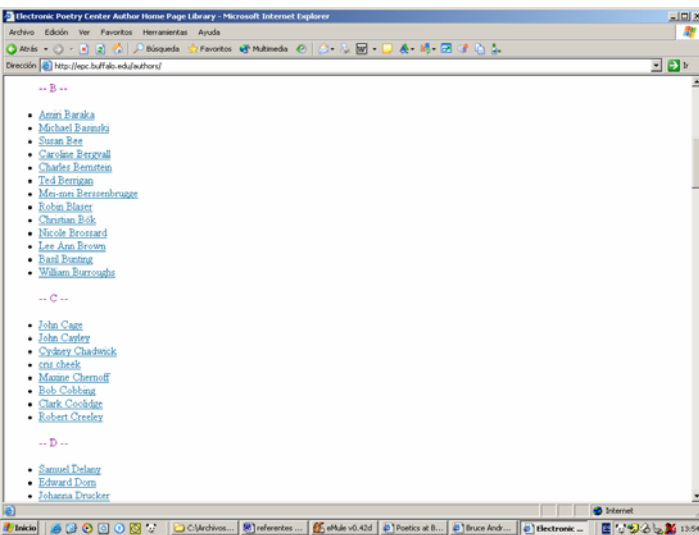 Electronic Poetry Center Author Home Page Library - Microsoft Internet Explorer
Archivo Edición Ver Favoritos Herramientas Ayuda
Atrás Búsqueda Favoritos Multimedia
Dirección http://epc.buffalo.edu/authors/ Ir
-- B --
Amiri Baraka
Michael Basinski
Susan Bee
Caroline Bergvall
Charles Bernstein
Ted Berrigan
Mei-mei Berssenbrugge
Robin Blaser
Christian Bök
Nicole Brossard
Lee Ann Brown
Basil Bunting
William Burroughs
-- C --
John Cage
John Cayley
Cydney Chadwick
cris cheek
Maxine Chernoff
Bob Cobbing
Clark Coolidge
Robert Creeley
-- D --
Samuel Delany
Edward Dorn
Johanna Drucker
Internet
Inicio C:\Archivos... referentes ... eMule v0.42d Poetics at B... Bruce Andr... Electronic ... 13:54